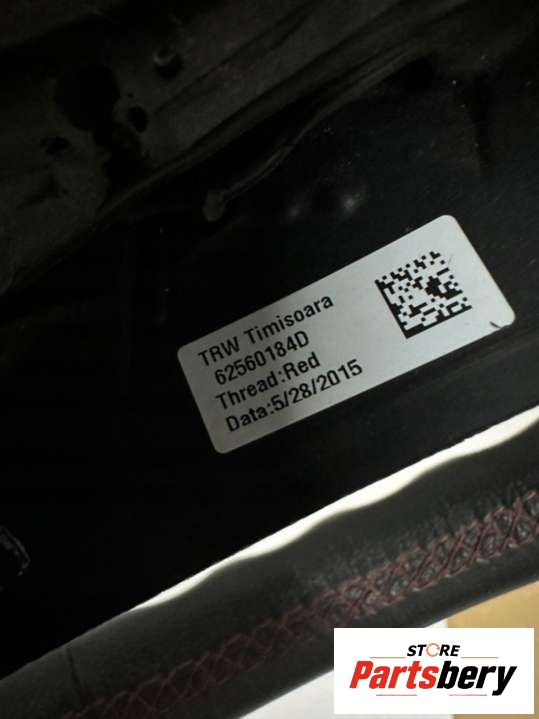 TRW Timisoara
62560184D
Thread:Red
Data:5/28/2015
STORE
Partsbery